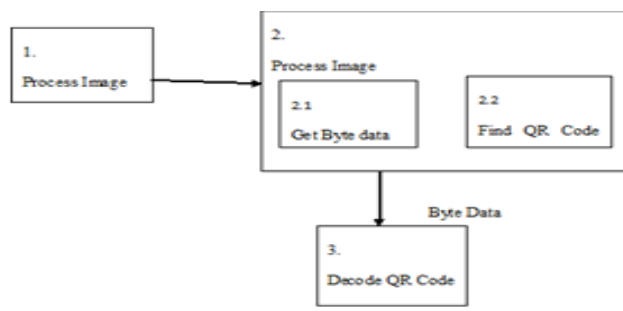 1.
Process Image
2.
Process Image
2.1
Get Byte data
2.2
Find QR Code
Byte Data
3.
Decode QR Code